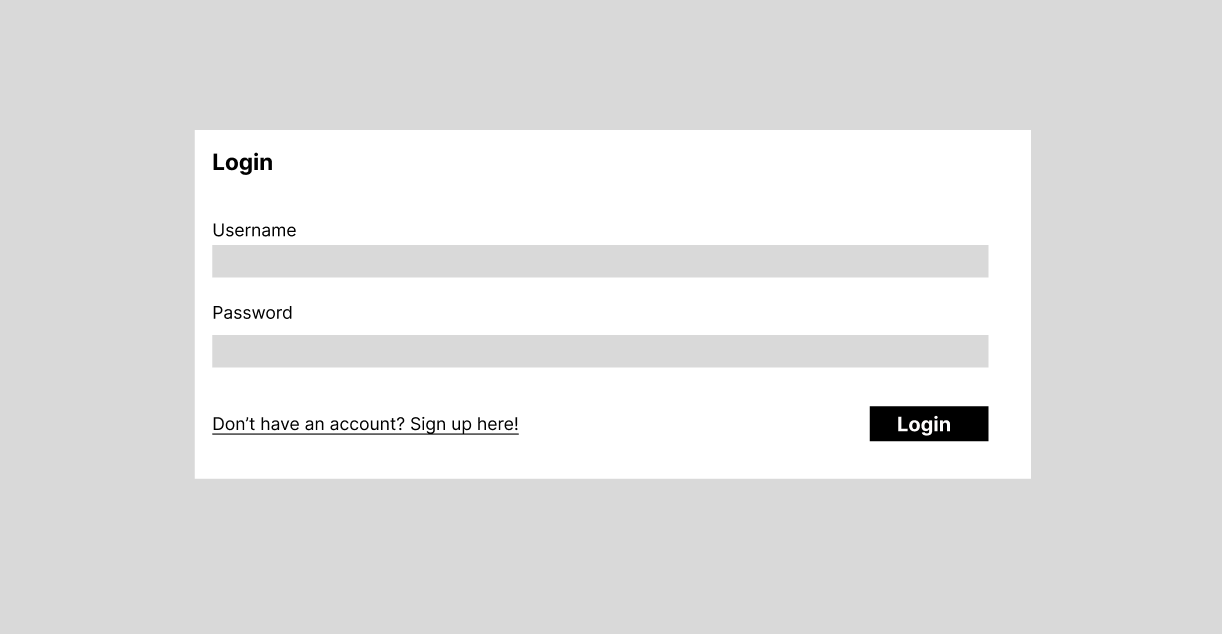 Login
Username
Password
Don’t have an account? Sign up here!
Login